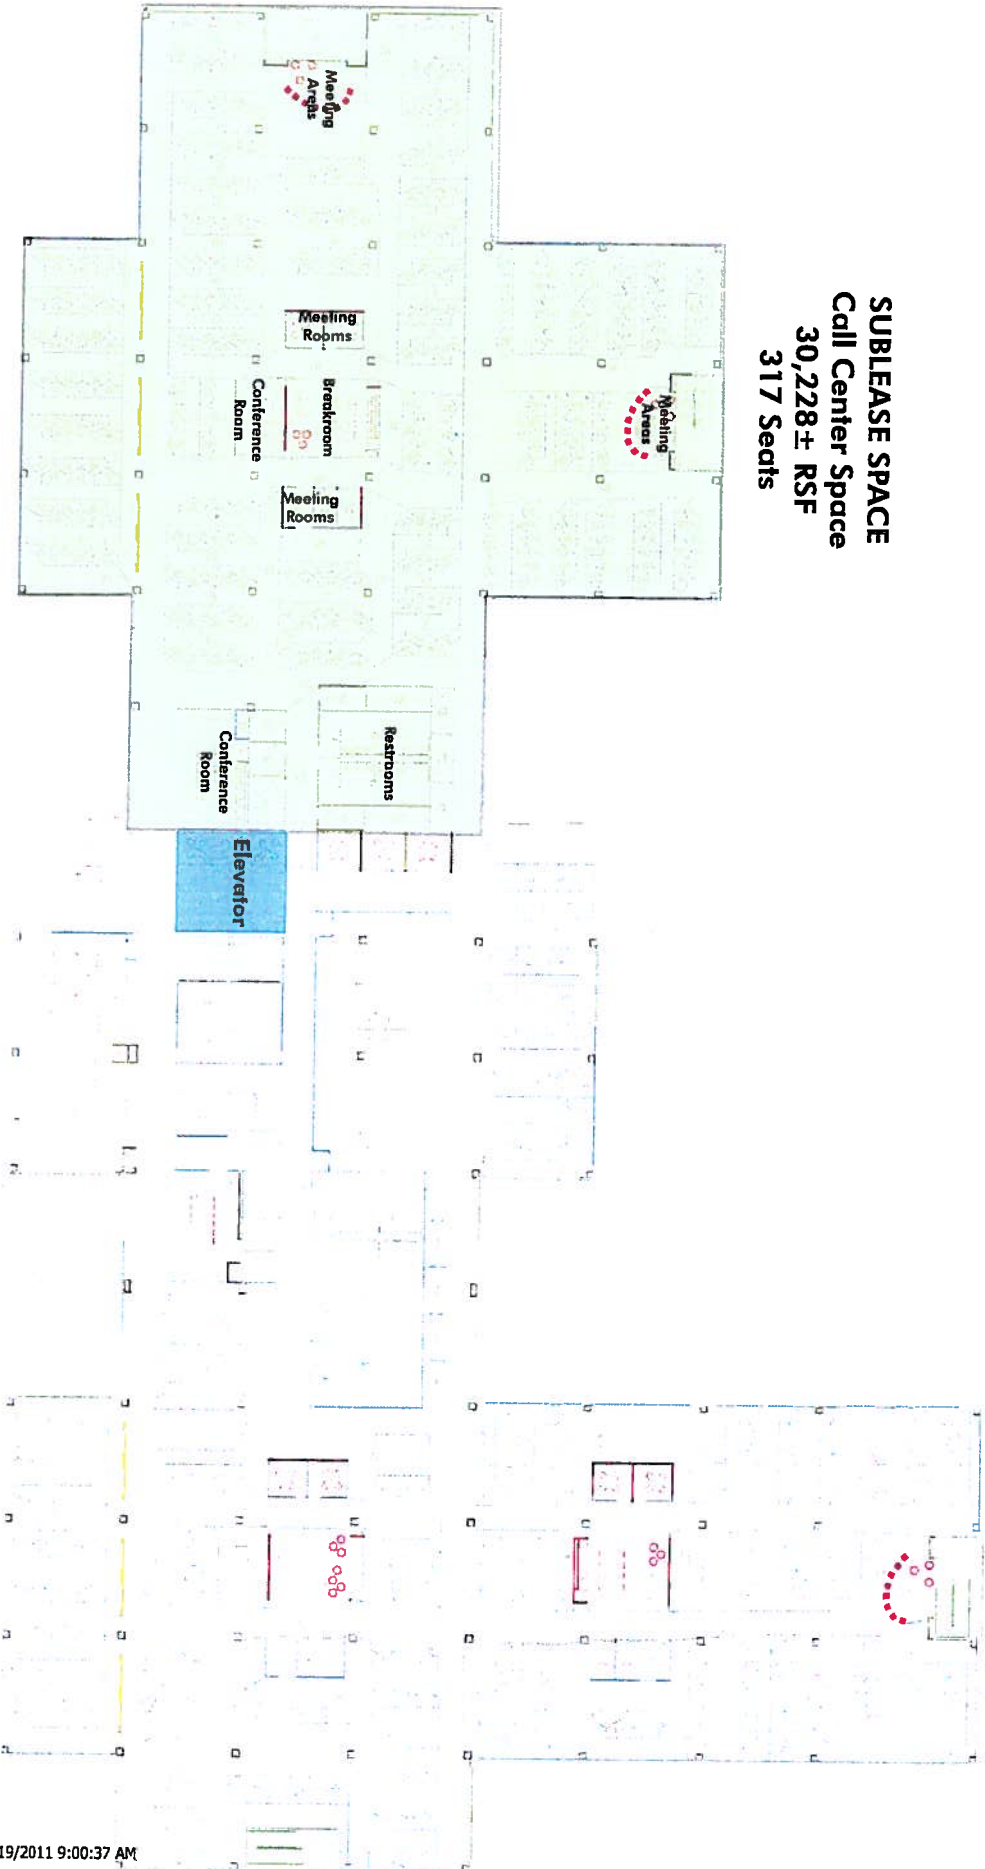 SUBLEASE SPACE
Call Center Space
30,228± RSF
317 Seats
Meeting
Areas
Meeting
Areas
Meeting
Rooms
Breakroom
Conference
Room
Meeting
Rooms
Restrooms
Conference
Room
Elevator
19/2011 9:00:37 AM